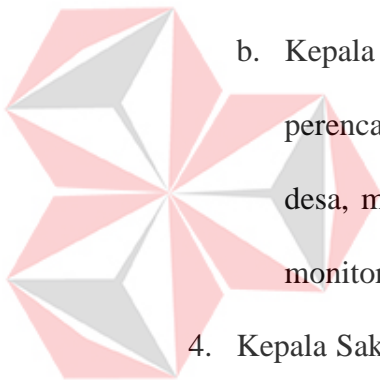 b. Kepala
perenca
desa, m
monitor
4. Kepala Sak